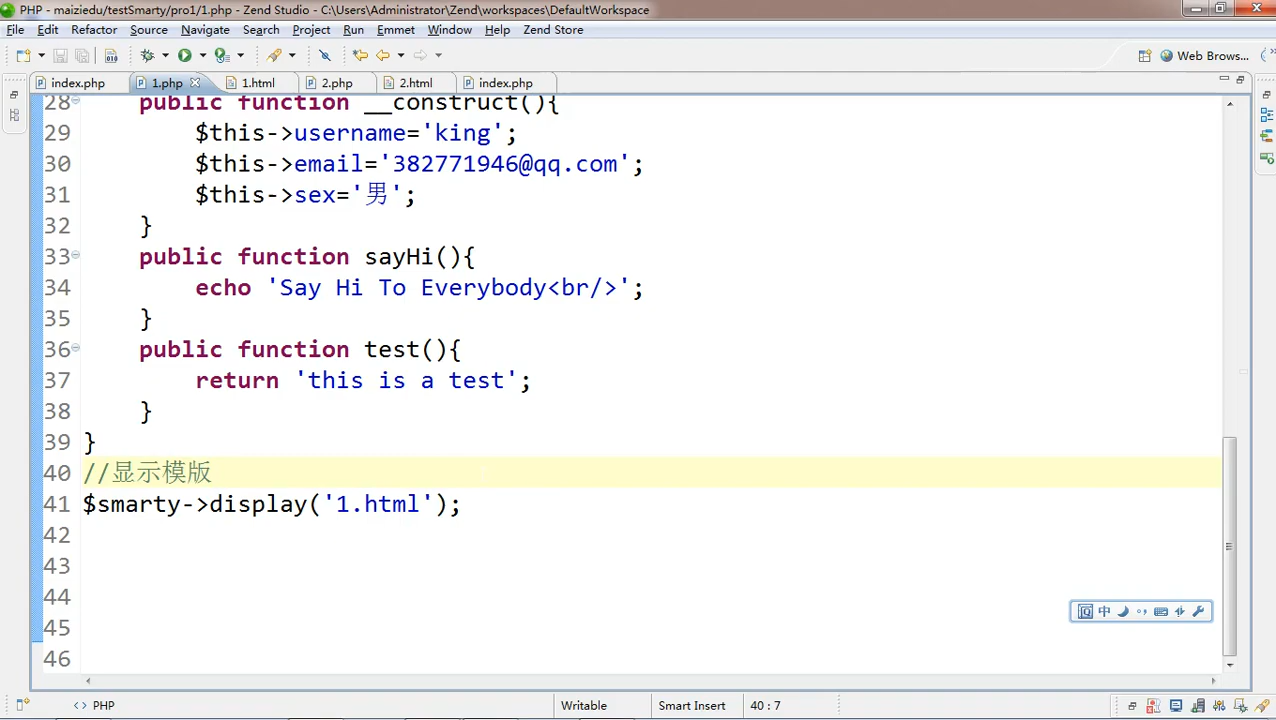 PHP - maiziedu/testSmarty/pro1/1.php - Zend Studio - C:\Users\Administrator\Zend\workspaces\DefaultWorkspace
File Edit Refactor Source Navigate Search Project Run Emmet Window Help Zend Store
Web Brows...
index.php 1.php 1.html 2.php 2.html index.php
28 public function __construct(){
29 $this->username='king';
30 $this->email='382771946@qq.com';
31 $this->sex='男';
32 }
33 public function sayHi(){
34 echo 'Say Hi To Everybody<br/>';
35 }
36 public function test(){
37 return 'this is a test';
38 }
39 }
40 //显示模版
41 $smarty->display('1.html');
42
43
44
45
46
中
PHP Writable Smart Insert 40 : 7